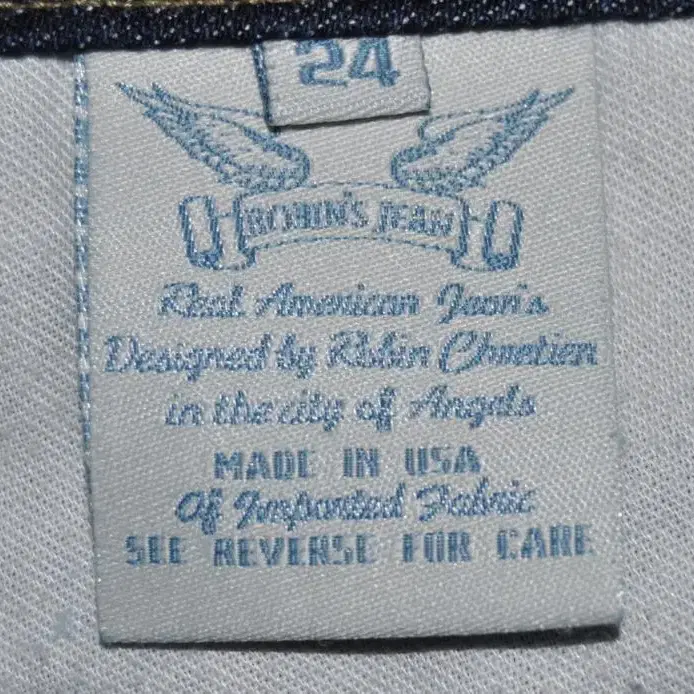 24
ROBIN'S JEAN
Real American Jean's
Designed by Robin Chretien
in the city of Angels
MADE IN USA
Of Imported Fabric
SEE REVERSE FOR CARE